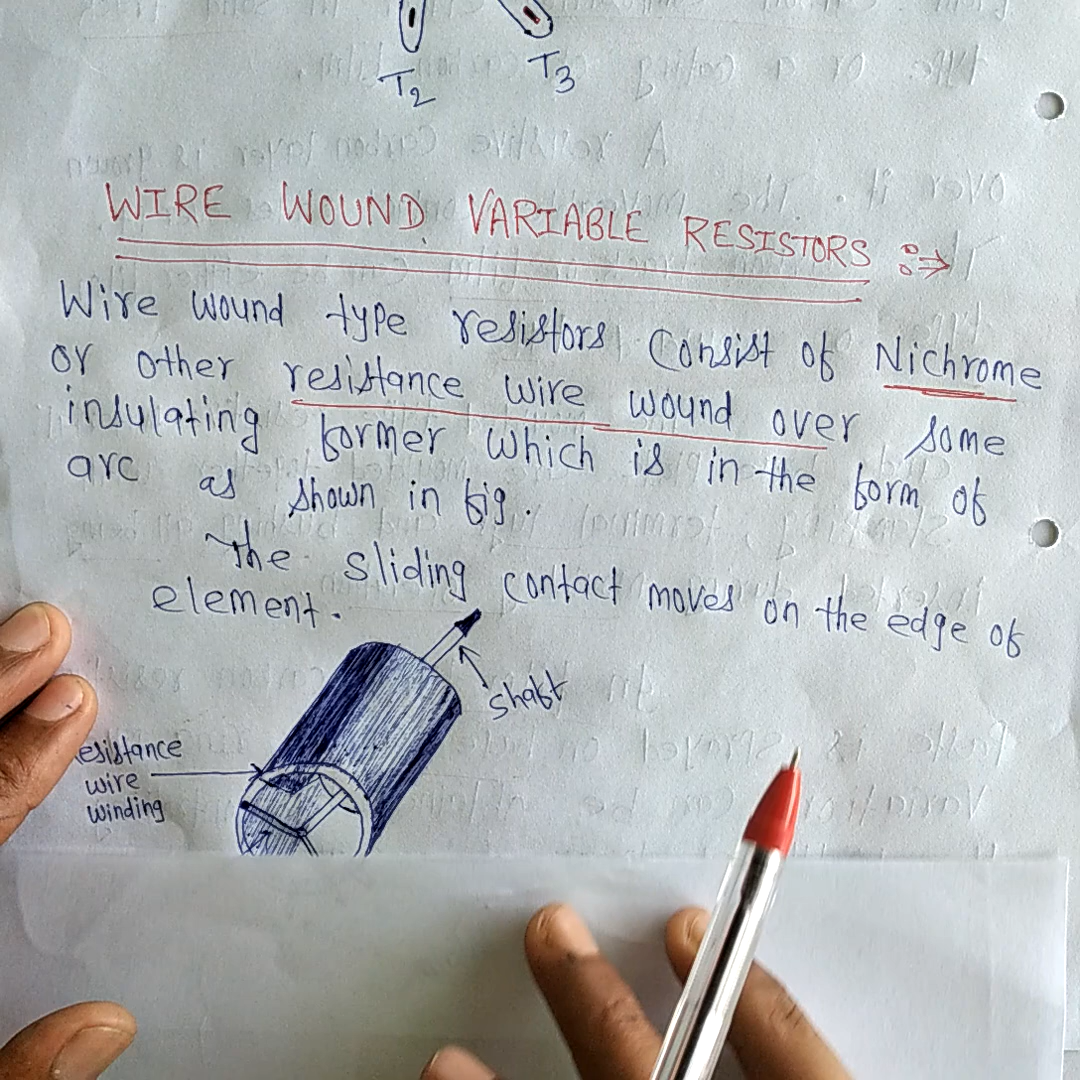 T2
T3
WIRE WOUND VARIABLE RESISTORS :⇒
Wire wound type resistors consist of Nichrome
or other resistance wire wound over some
insulating former which is in the form of
arc as shown in fig.
The sliding contact moves on the edge of
element.
shaft
esistance
wire
winding